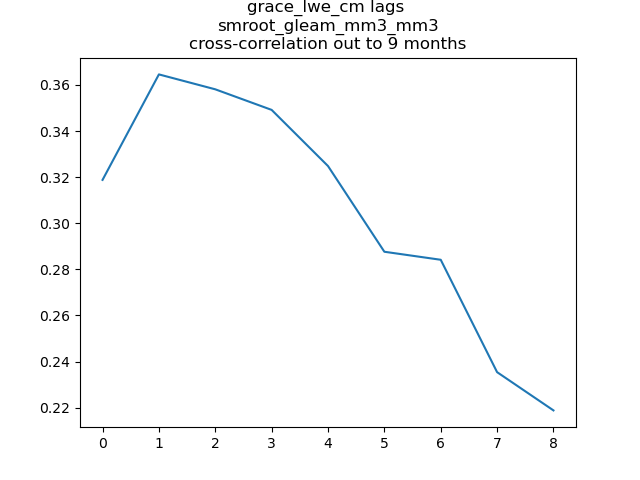 grace_lwe_cm lags
smroot_gleam_mm3_mm3
cross-correlation out to 9 months
0.36
0.34
0.32
0.30
0.28
0.26
0.24
0.22
0 1 2 3 4 5 6 7 8